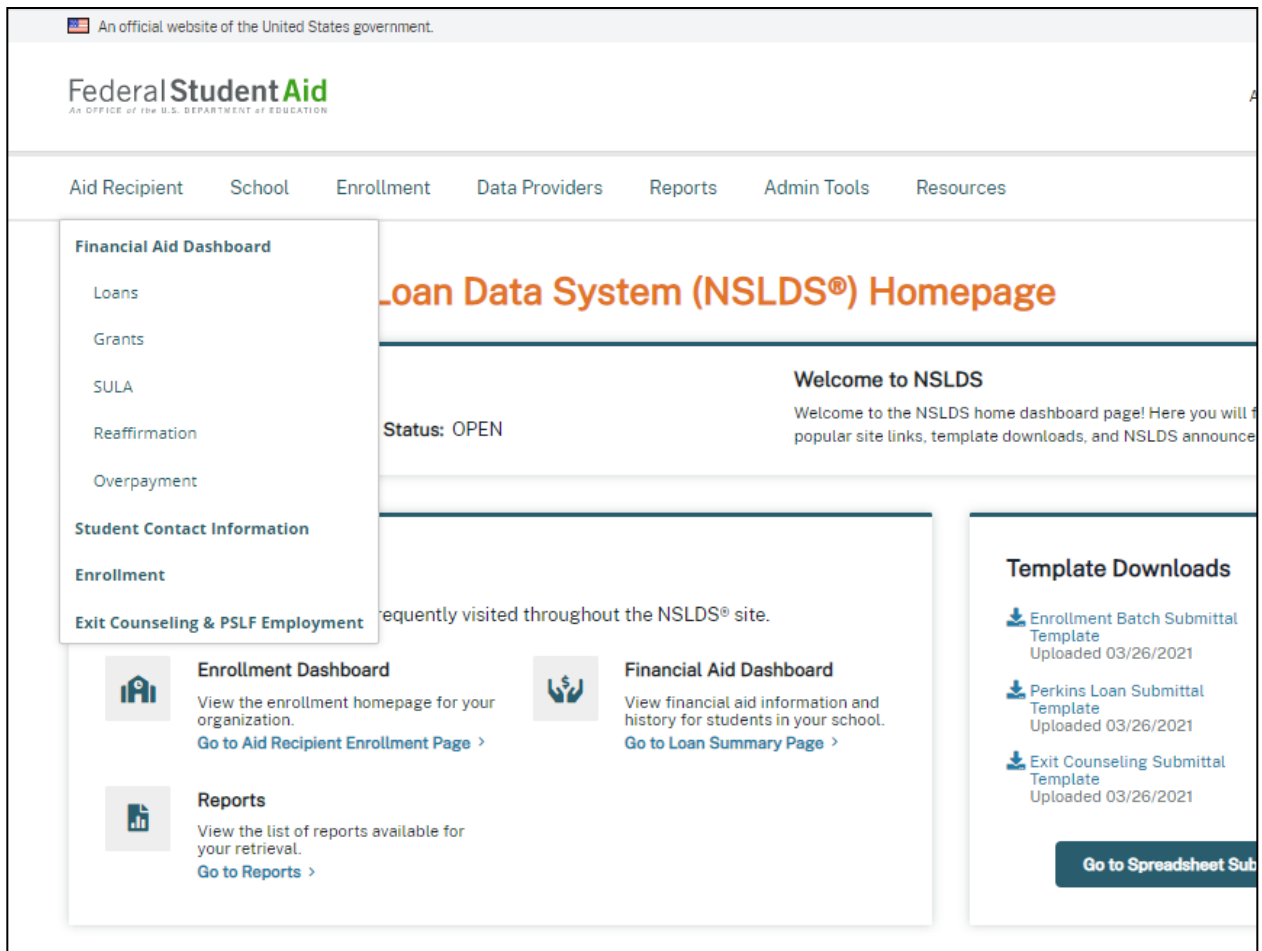 An official website of the United States government.
Federal Student Aid
An OFFICE of the U.S. DEPARTMENT of EDUCATION
Aid Recipient School Enrollment Data Providers Reports Admin Tools Resources
Financial Aid Dashboard
Loans
Grants
SULA
Reaffirmation
Overpayment
Student Contact Information
Enrollment
Exit Counseling & PSLF Employment
Loan Data System (NSLDS®) Homepage
Status: OPEN
Welcome to NSLDS
Welcome to the NSLDS home dashboard page! Here you will f
popular site links, template downloads, and NSLDS announce
requently visited throughout the NSLDS® site.
Enrollment Dashboard
View the enrollment homepage for your
organization.
Go to Aid Recipient Enrollment Page >
Financial Aid Dashboard
View financial aid information and
history for students in your school.
Go to Loan Summary Page >
Reports
View the list of reports available for
your retrieval.
Go to Reports >
Template Downloads
Enrollment Batch Submittal
Template
Uploaded 03/26/2021
Perkins Loan Submittal
Template
Uploaded 03/26/2021
Exit Counseling Submittal
Template
Uploaded 03/26/2021
Go to Spreadsheet Sub